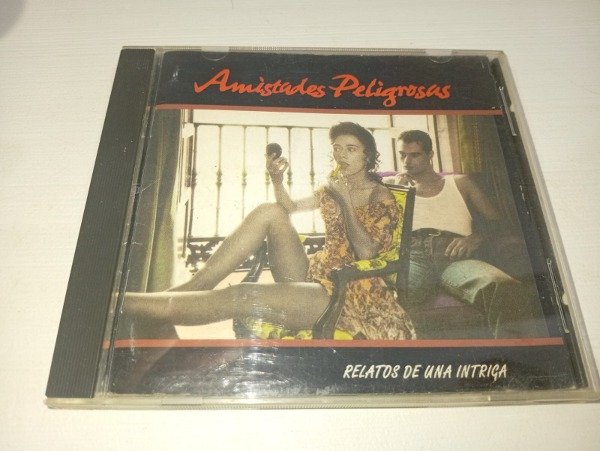 Amistades Peligrosas
RELATOS DE UNA INTRIGA